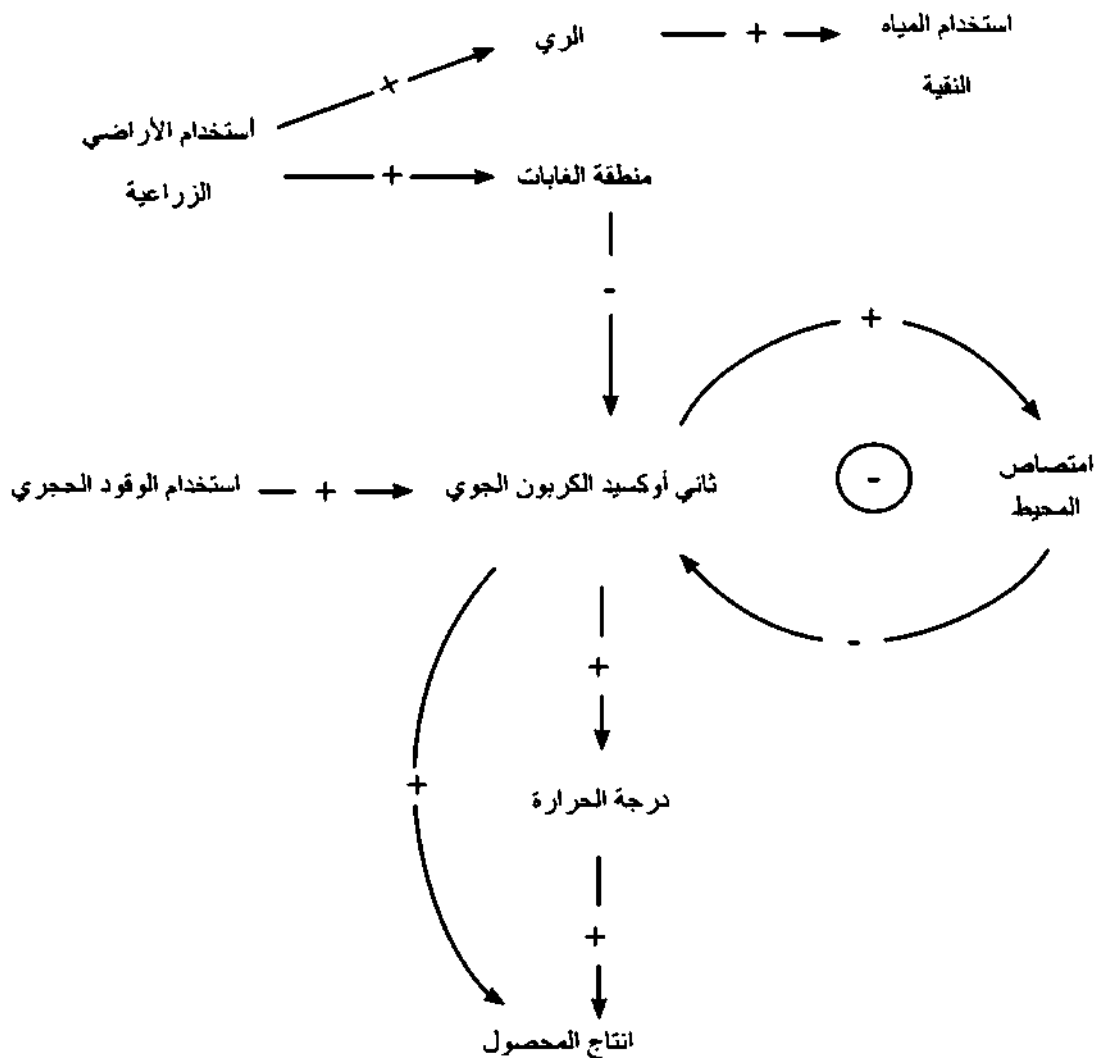 الري + استخدام المياه
النقية
+
أستخدام الأراضي
الزراعية
+ منطقة الغابات
-
+
استخدام الوقود الحجري + ثاني أوكسيد الكربون الجوي - امتصاص
المحيط
-
+
+
درجة الحرارة
+
انتاج المحصول